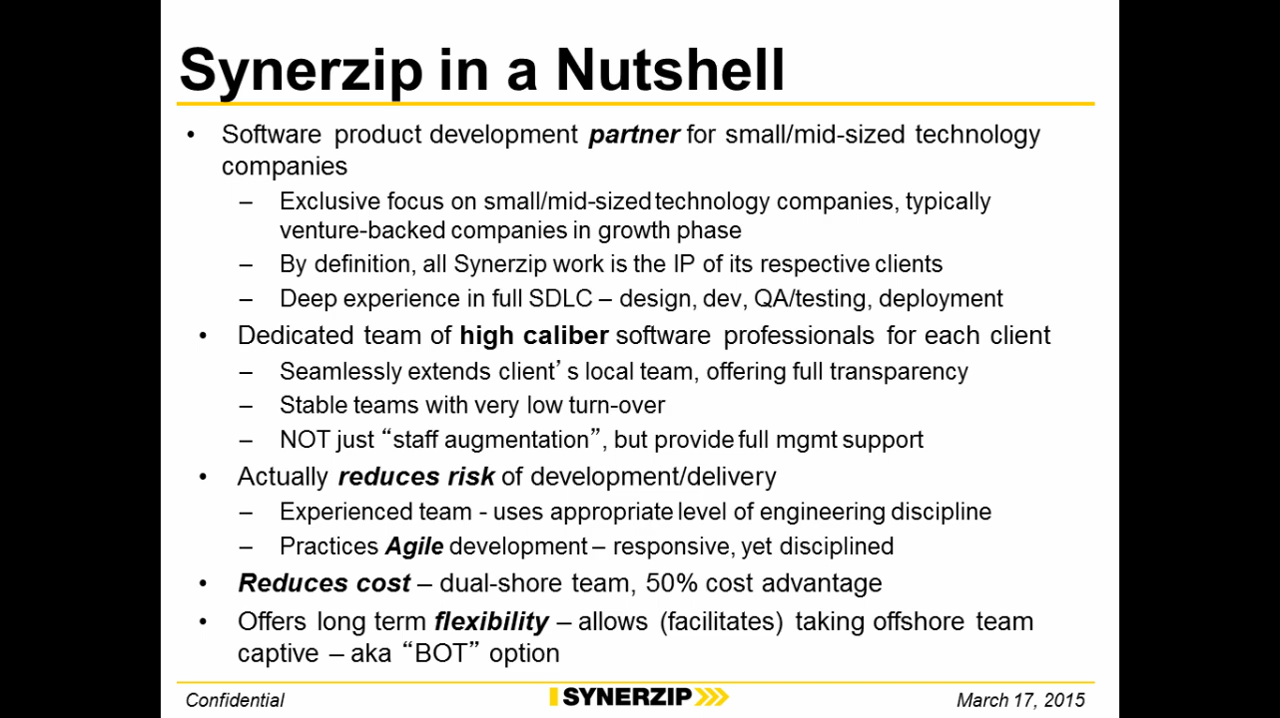 Synerzip in a Nutshell
• Software product development partner for small/mid-sized technology
companies
– Exclusive focus on small/mid-sized technology companies, typically
venture-backed companies in growth phase
– By definition, all Synerzip work is the IP of its respective clients
– Deep experience in full SDLC – design, dev, QA/testing, deployment
• Dedicated team of high caliber software professionals for each client
– Seamlessly extends client’s local team, offering full transparency
– Stable teams with very low turn-over
– NOT just “staff augmentation”, but provide full mgmt support
• Actually reduces risk of development/delivery
– Experienced team - uses appropriate level of engineering discipline
– Practices Agile development – responsive, yet disciplined
• Reduces cost – dual-shore team, 50% cost advantage
• Offers long term flexibility – allows (facilitates) taking offshore team
captive – aka “BOT” option
Confidential SYNERZIP March 17, 2015